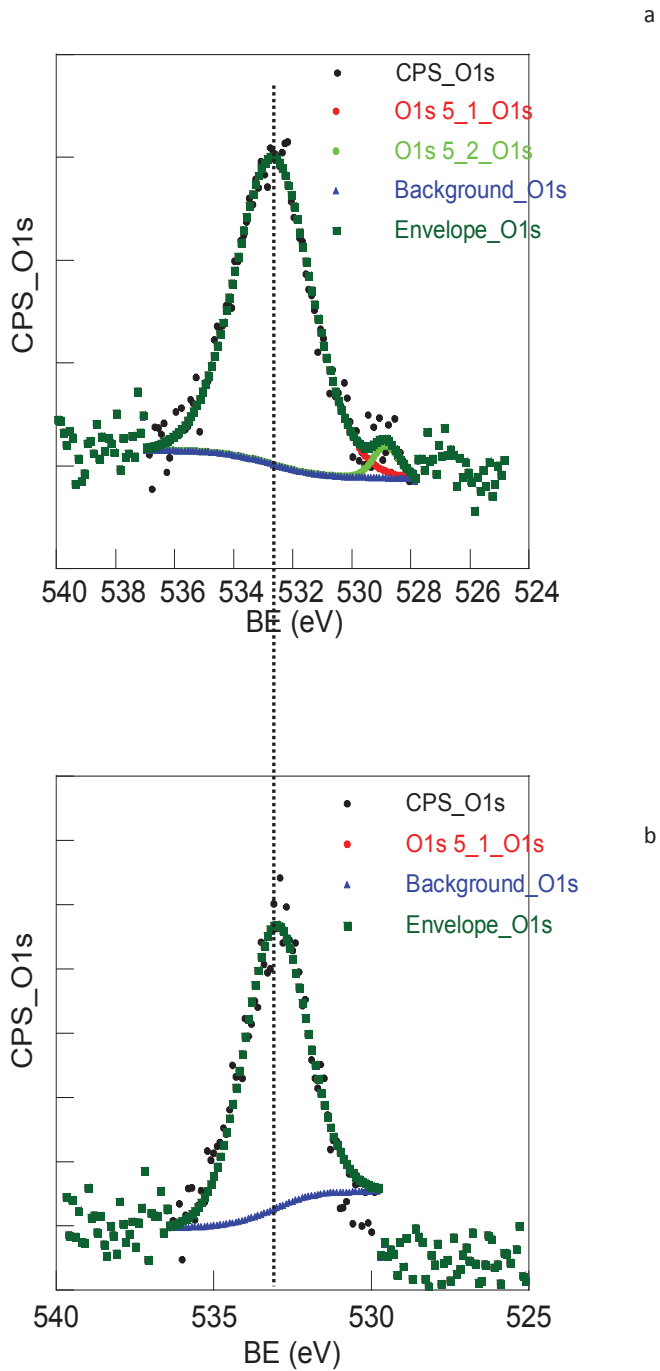 a
CPS_O1s
O1s 5_1_O1s
O1s 5_2_O1s
Background_O1s
Envelope_O1s
CPS_O1s
540 538 536 534 532 530 528 526 524
BE (eV)
b
CPS_O1s
O1s 5_1_O1s
Background_O1s
Envelope_O1s
CPS_O1s
540 535 530 525
BE (eV)